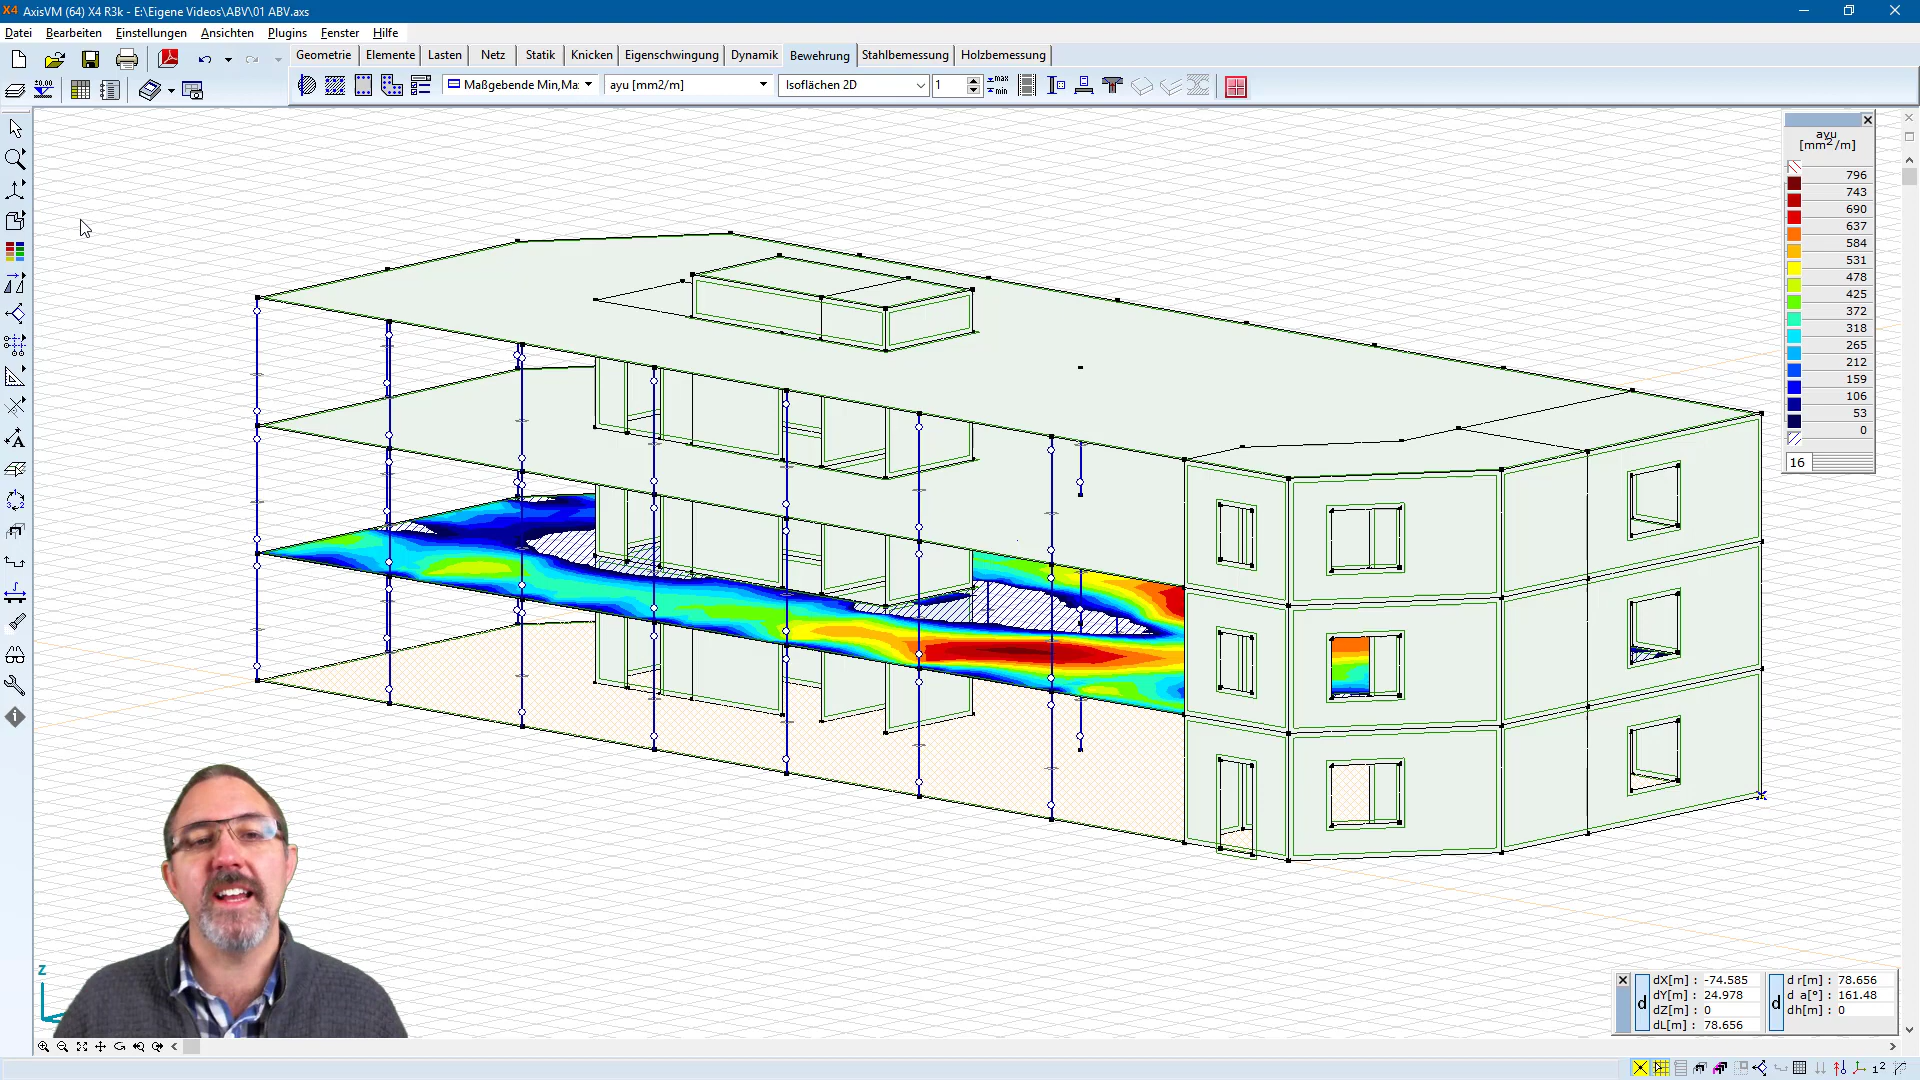 X4 AxisVM (64) X4 R3k - E:\Eigene Videos\ABV\01 ABV.axs
Datei Bearbeiten Einstellungen Ansichten Plugins Fenster Hilfe
Geometrie Elemente Lasten Netz Statik Knicken Eigenschwingung Dynamik Bewehrung Stahlbemessung Holzbemessung
Maßgebende Min,Ma: ayu [mm2/m] Isoflächen 2D 1 max min
ayu
[mm2/m]
796
743
690
637
584
531
478
425
372
318
265
212
159
106
53
0
16
Z
d dX[m] : -74.585
dY[m] : 24.978
dZ[m] : 0
dL[m] : 78.656
d d r[m] : 78.656
d a[°] : 161.48
dh[m] : 0